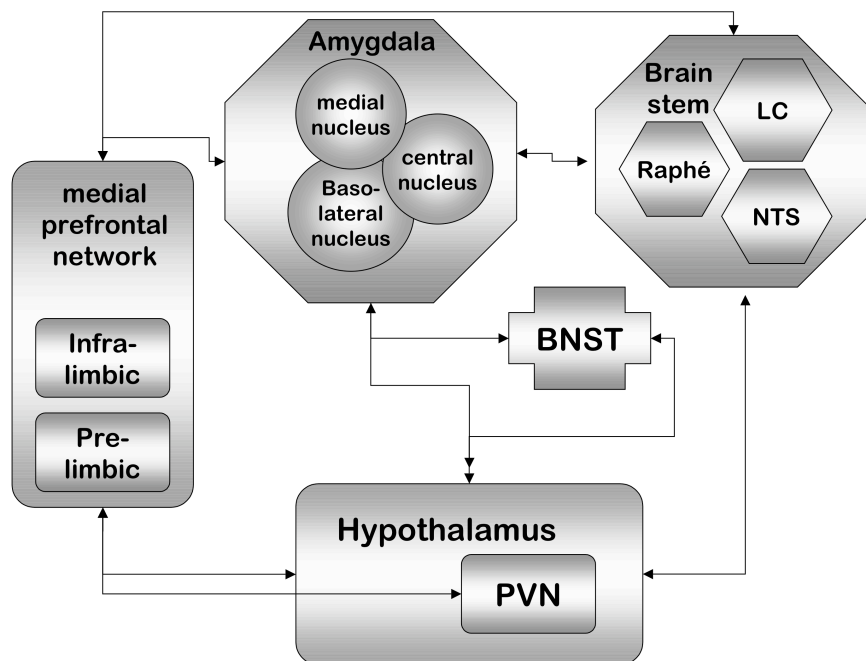 Amygdala
medial
nucleus
central
nucleus
Baso-
lateral
nucleus
Brain
stem
LC
Raphé
NTS
medial
prefrontal
network
Infra-
limbic
Pre-
limbic
BNST
Hypothalamus
PVN